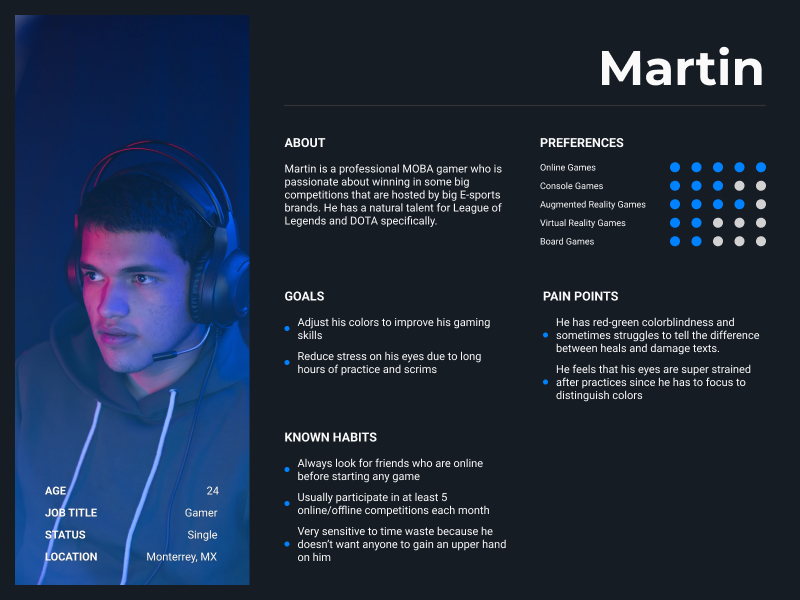 Martin
ABOUT
Martin is a professional MOBA gamer who is
passionate about winning in some big
competitions that are hosted by big E-sports
brands. He has a natural talent for League of
Legends and DOTA specifically.
PREFERENCES
Online Games
Console Games
Augmented Reality Games
Virtual Reality Games
Board Games
GOALS
Adjust his colors to improve his gaming
skills
Reduce stress on his eyes due to long
hours of practice and scrims
PAIN POINTS
He has red-green colorblindness and
sometimes struggles to tell the difference
between heals and damage texts.
He feels that his eyes are super strained
after practices since he has to focus to
distinguish colors
KNOWN HABITS
Always look for friends who are online
before starting any game
Usually participate in at least 5
online/offline competitions each month
Very sensitive to time waste because he
doesn't want anyone to gain an upper hand
on him
AGE 24
JOB TITLE Gamer
STATUS Single
LOCATION Monterrey, MX